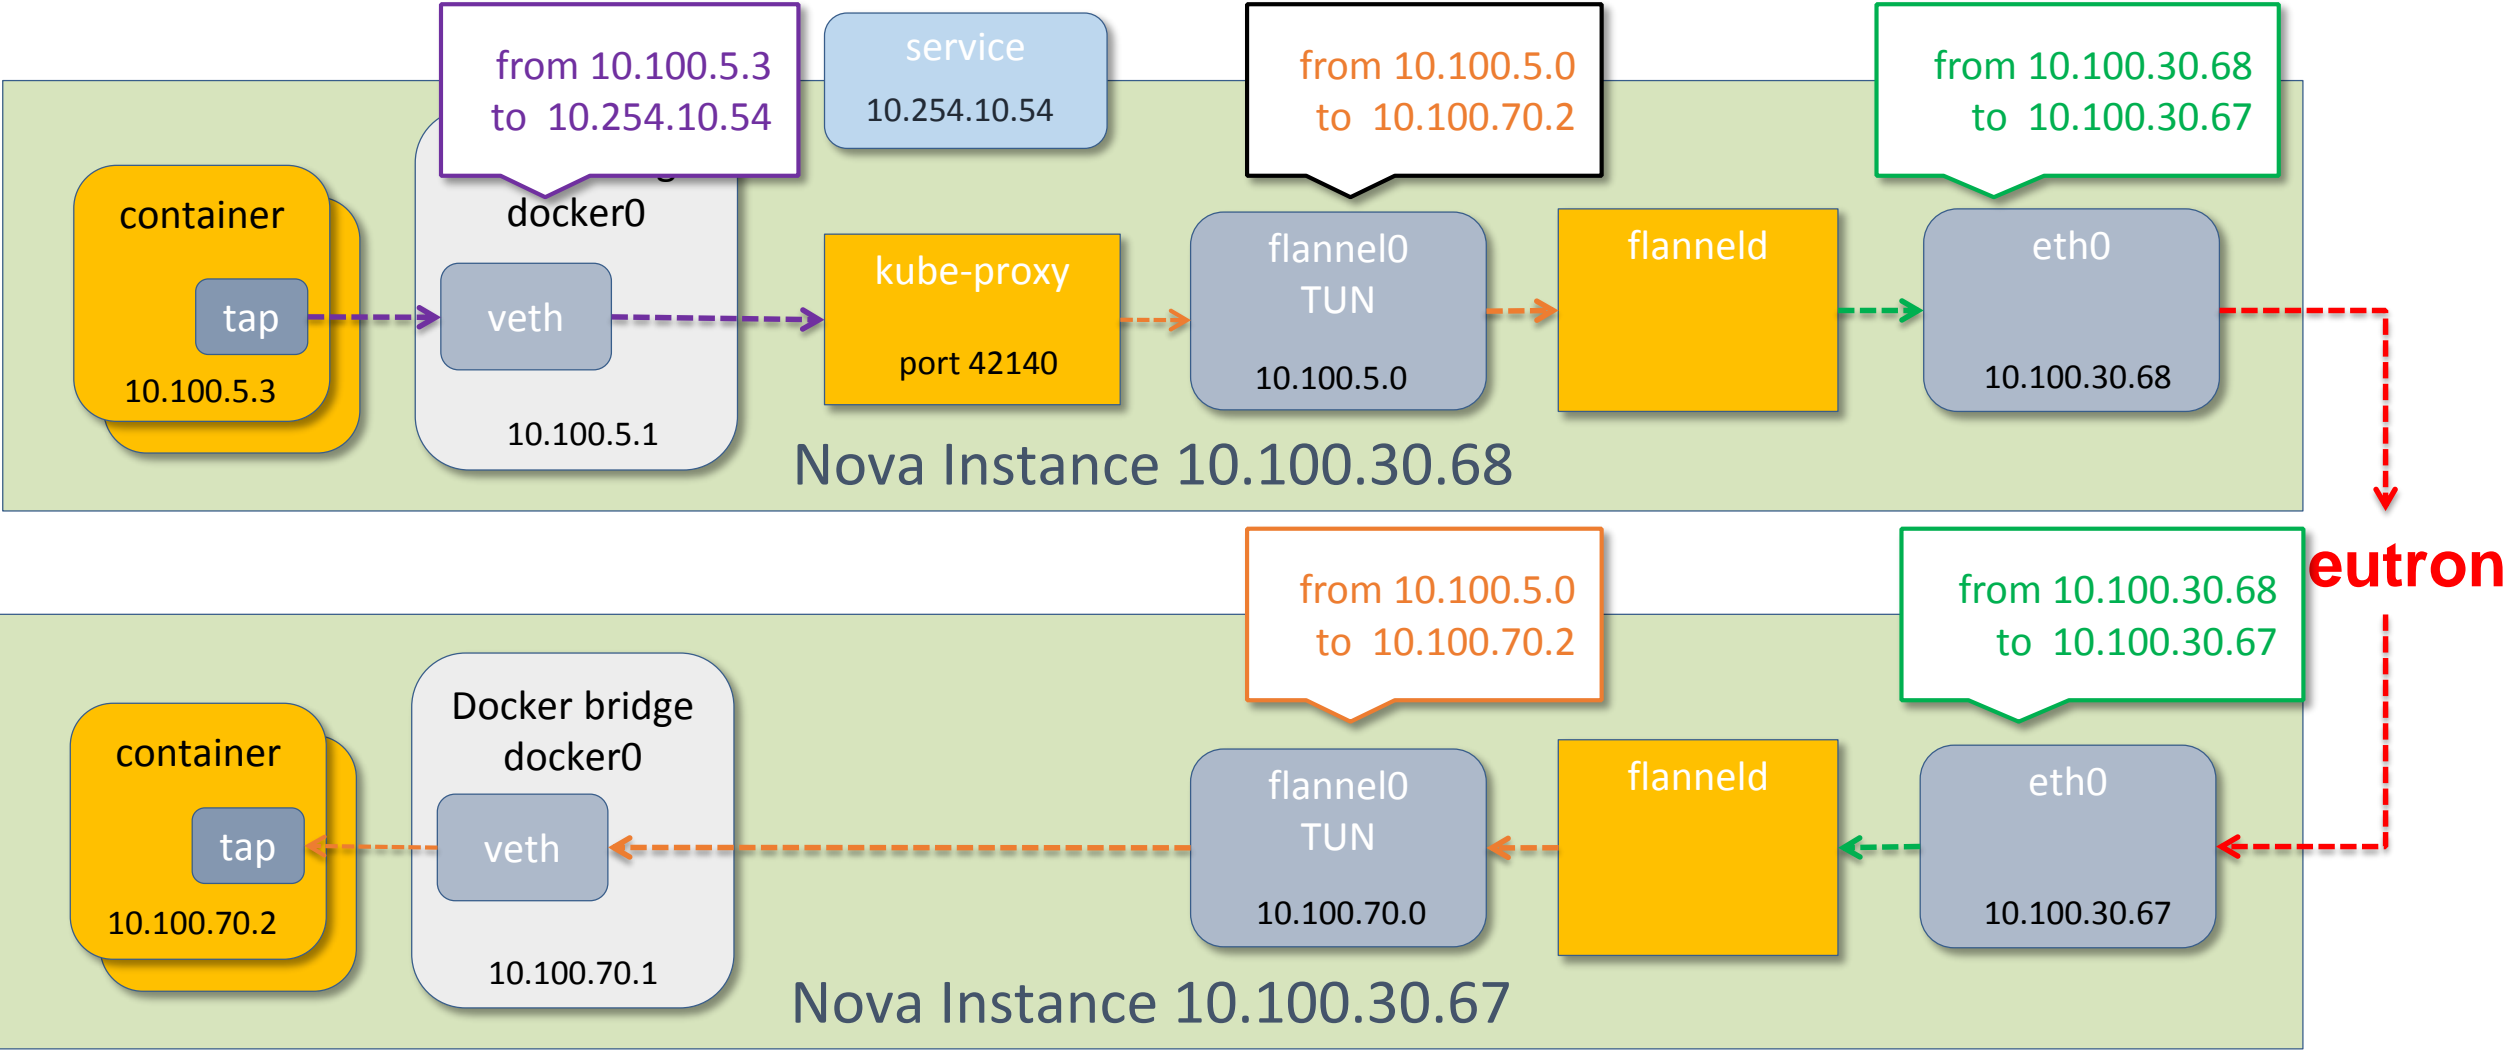 from 10.100.5.3
to 10.254.10.54
service
10.254.10.54
from 10.100.5.0
to 10.100.70.2
from 10.100.30.68
to 10.100.30.67
container
tap
10.100.5.3
docker0
veth
10.100.5.1
kube-proxy
port 42140
flannel0
TUN
10.100.5.0
flanneld
eth0
10.100.30.68
Nova Instance 10.100.30.68
eutron
from 10.100.5.0
to 10.100.70.2
from 10.100.30.68
to 10.100.30.67
container
tap
10.100.70.2
Docker bridge
docker0
veth
10.100.70.1
flannel0
TUN
10.100.70.0
flanneld
eth0
10.100.30.67
Nova Instance 10.100.30.67